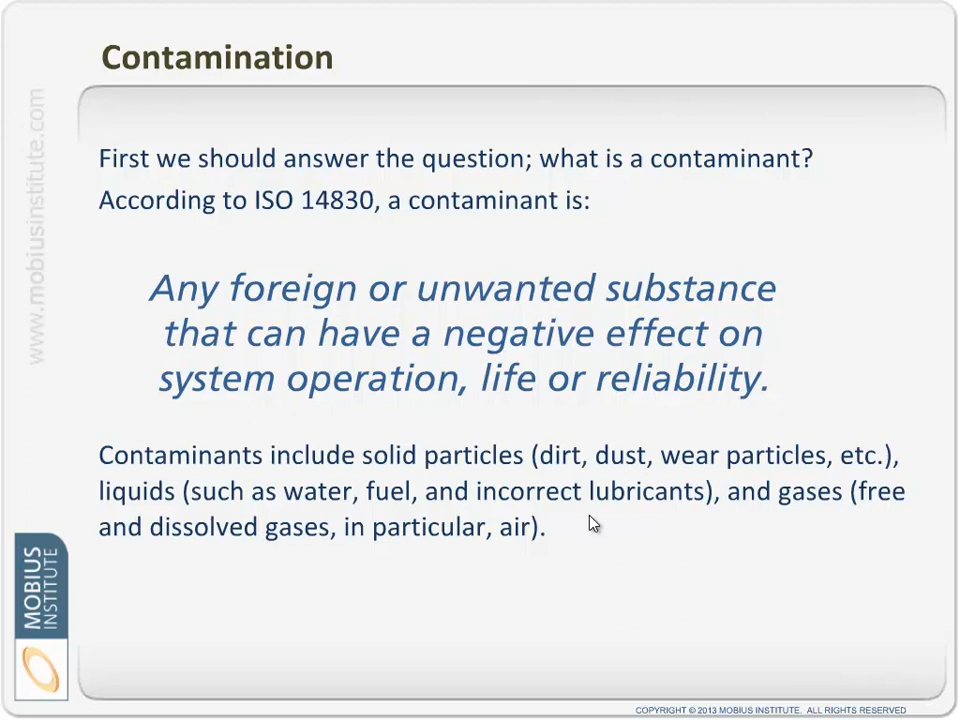 Contamination
www.mobiusinstitute.com
First we should answer the question; what is a contaminant?
According to ISO 14830, a contaminant is:
Any foreign or unwanted substance
that can have a negative effect on
system operation, life or reliability.
Contaminants include solid particles (dirt, dust, wear particles, etc.),
liquids (such as water, fuel, and incorrect lubricants), and gases (free
and dissolved gases, in particular, air).
MOBIUS
INSTITUTE
COPYRIGHT © 2013 MOBIUS INSTITUTE. ALL RIGHTS RESERVED